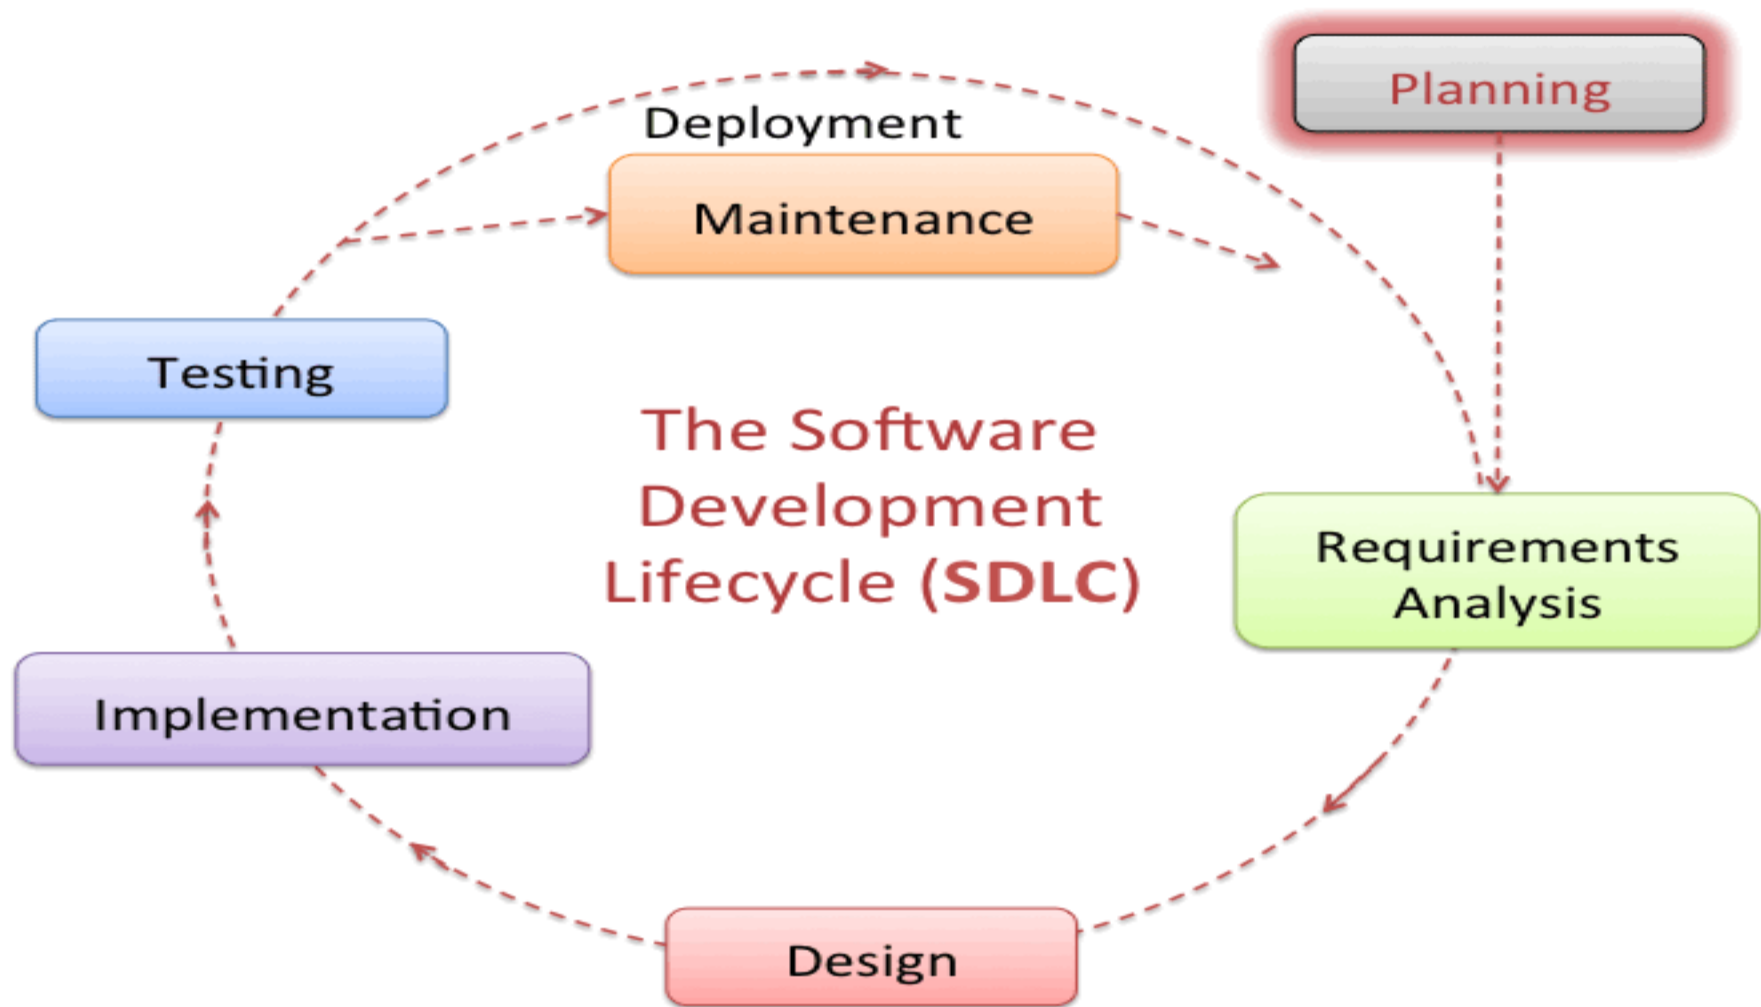 Planning
Deployment
Maintenance
Testing
The Software
Development
Lifecycle (SDLC)
Requirements
Analysis
Implementation
Design